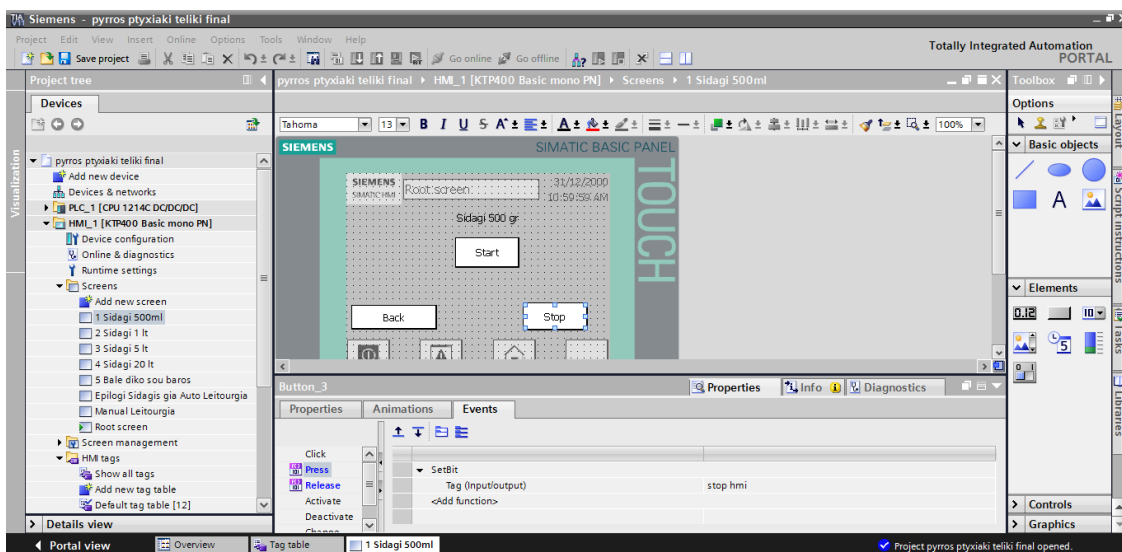 Siemens - pyrros ptyxiaki teliki final
Project Edit View Insert Online Options Tools Window Help
Save project Go online Go offline
Totally Integrated Automation
PORTAL
Project tree
pyrros ptyxiaki teliki final HMI_1 [KTP400 Basic mono PN] Screens 1 Sidagi 500ml
Toolbox
Devices
Options
Tahoma 13 B I U S A 100%
Visualization
SIEMENS SIMATIC BASIC PANEL
TOUCH
Basic objects
A
pyrros ptyxiaki teliki final
Add new device
Devices & networks
PLC_1 [CPU 1214C DC/DC/DC]
HMI_1 [KTP400 Basic mono PN]
Device configuration
Online & diagnostics
Runtime settings
Screens
Add new screen
1 Sidagi 500ml
2 Sidagi 1 lt
3 Sidagi 5 lt
4 Sidagi 20 lt
5 Bale diko sou baros
Epilogi Sidagis gia Auto Leitourgia
Manual Leitourgia
Root screen
Screen management
HMI tags
Show all tags
Add new tag table
Default tag table [12]
Details view
SIEMENS
SIMATIC HMI
Root screen
31/12/2000
10:59:59 AM
Sidagi 500 gr
Start
Back
Stop
Elements
0.12
10
5
Layout
Script instructions
Tasks
Libraries
Button_3
Properties Info Diagnostics
Properties Animations Events
Click
Press
Release
Activate
Deactivate
Change
SetBit
Tag (Input/output) stop hmi
<Add function>
Controls
Graphics
Portal view Overview Tag table 1 Sidagi 500ml
Project pyrros ptyxiaki teliki final opened.